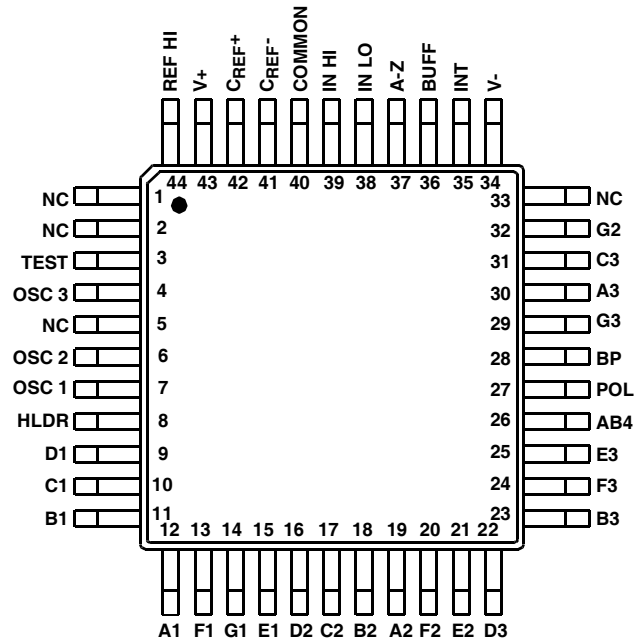 REF HI V+ CREF+ CREF- COMMON IN HI IN LO A-Z BUFF INT V-
44 43 42 41 40 39 38 37 36 35 34
NC 1 33 NC
NC 2 32 G2
TEST 3 31 C3
OSC 3 4 30 A3
NC 5 29 G3
OSC 2 6 28 BP
OSC 1 7 27 POL
HLDR 8 26 AB4
D1 9 25 E3
C1 10 24 F3
B1 11 23 B3
12 13 14 15 16 17 18 19 20 21 22
A1 F1 G1 E1 D2 C2 B2 A2 F2 E2 D3